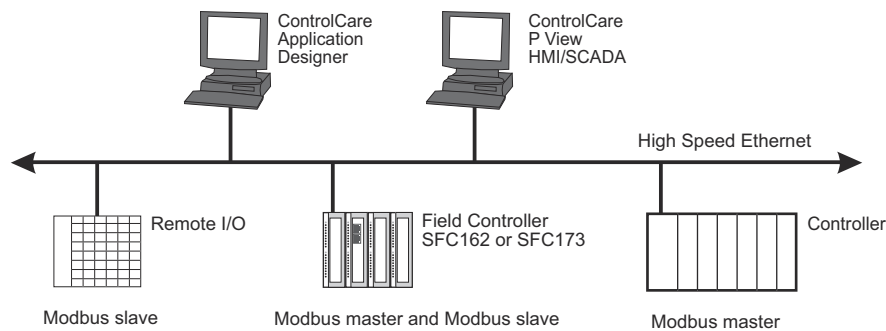 ControlCare
Application
Designer
ControlCare
P View
HMI/SCADA
High Speed Ethernet
Remote I/O
Field Controller
SFC162 or SFC173
Controller
Modbus slave
Modbus master and Modbus slave
Modbus master